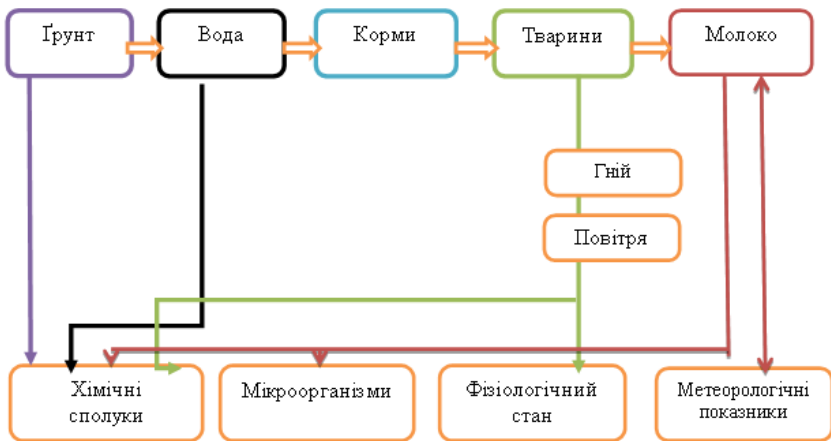 Ґрунт
Вода
Корми
Тварини
Молоко
Гній
Повітря
Хімічні
сполуки
Мікроорганізми
Фізіологічний
стан
Метеорологічні
показники